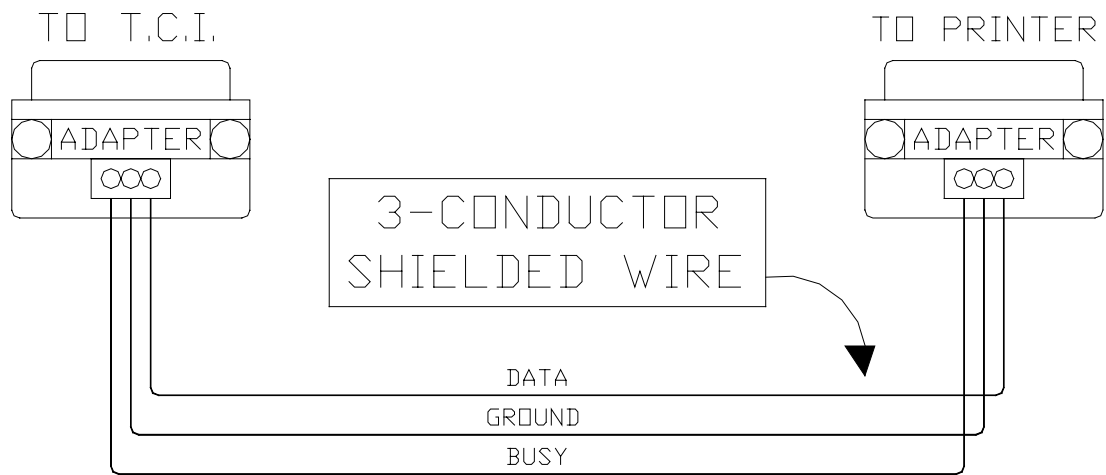 TO T.C.I.
TO PRINTER
ADAPTER
ADAPTER
3-CONDUCTOR
SHIELDED WIRE
DATA
GROUND
BUSY